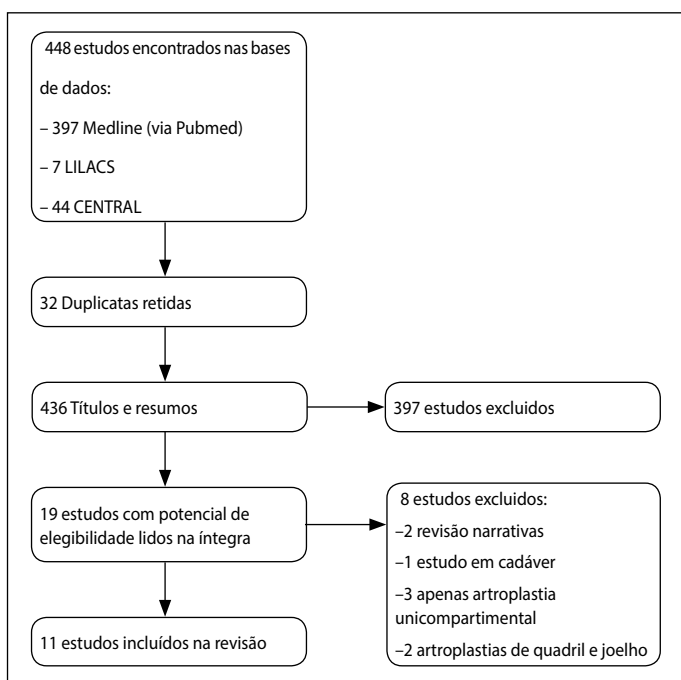 448 estudos encontrados nas bases
de dados:
– 397 Medline (via Pubmed)
– 7 LILACS
– 44 CENTRAL
32 Duplicatas retidas
436 Títulos e resumos
397 estudos excluidos
19 estudos com potencial de
elegibilidade lidos na íntegra
8 estudos excluidos:
–2 revisão narrativas
–1 estudo em cadáver
–3 apenas artroplastia
unicompartimental
–2 artroplastias de quadril e joelho
11 estudos incluídos na revisão